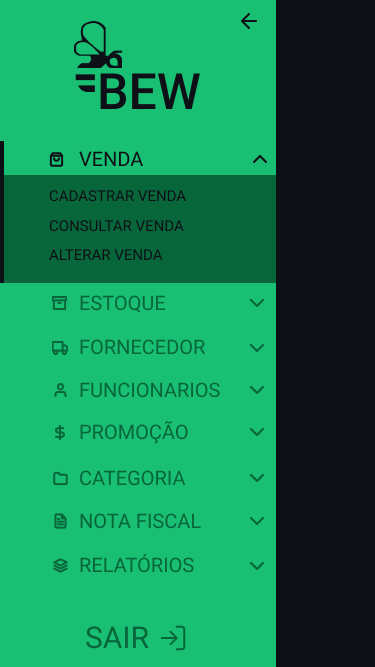 BEW
VENDA
CADASTRAR VENDA
CONSULTAR VENDA
ALTERAR VENDA
ESTOQUE
FORNECEDOR
FUNCIONARIOS
PROMOÇÃO
CATEGORIA
NOTA FISCAL
RELATÓRIOS
SAIR